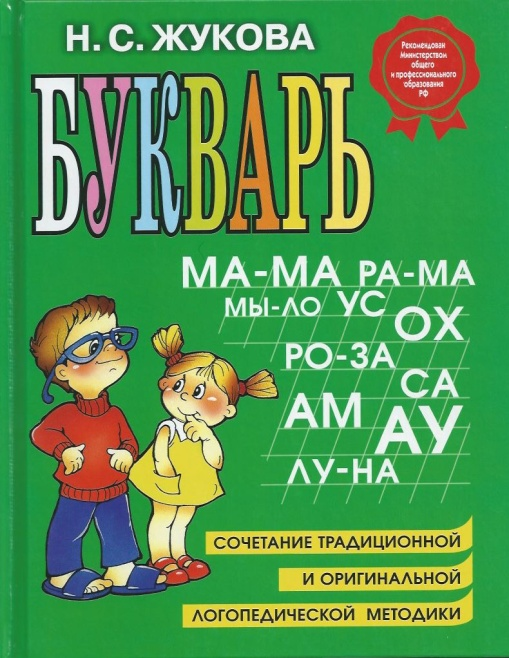 Н. С. ЖУКОВА
Рекомендован
Министерством
общего
и профессионального
образования
РФ
БУКВАРЬ
МА-МА РА-МА
МЫ-ЛО УС
ОХ
РО-ЗА
СА
АМ АУ
ЛУ-НА
СОЧЕТАНИЕ ТРАДИЦИОННОЙ
И ОРИГИНАЛЬНОЙ
ЛОГОПЕДИЧЕСКОЙ МЕТОДИКИ